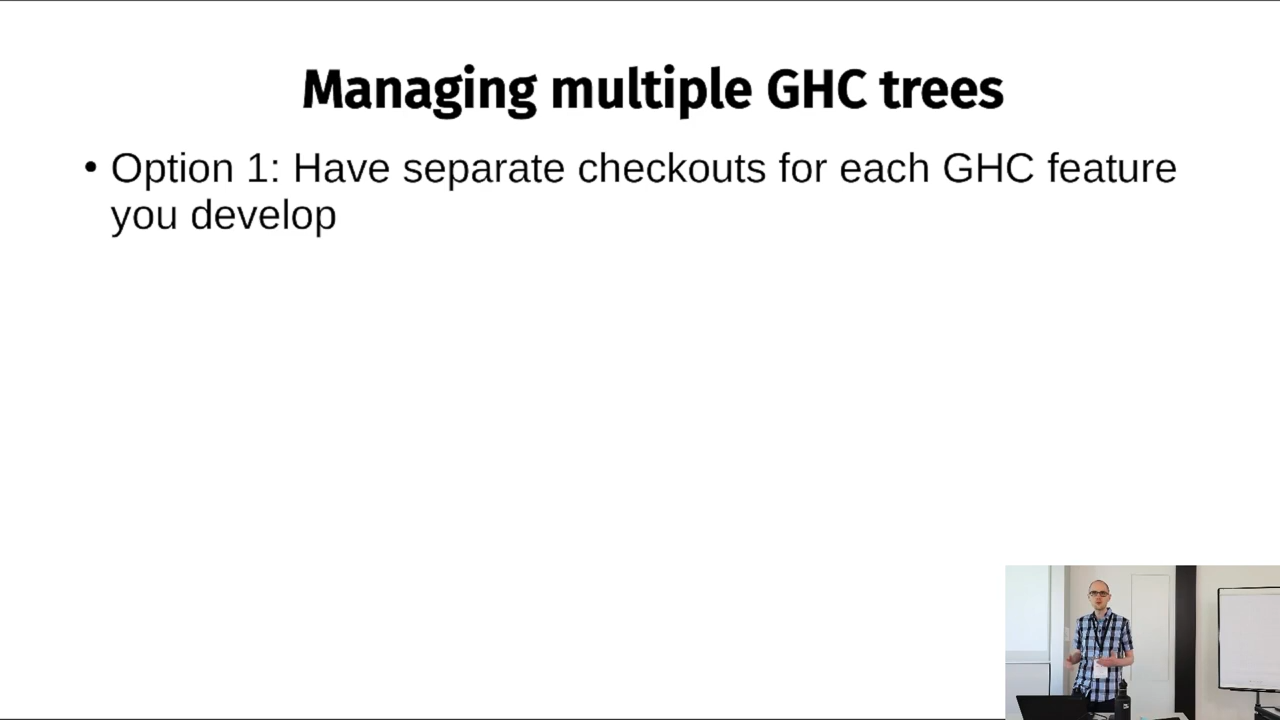 Managing multiple GHC trees
• Option 1: Have separate checkouts for each GHC feature
you develop